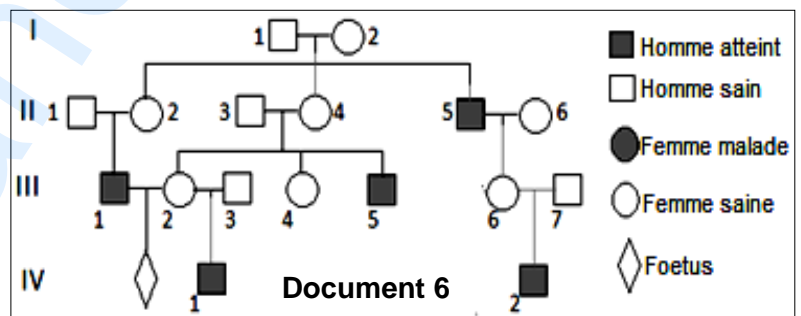 I 1 2
Homme atteint
Homme sain
II 1 2 3 4 5 6
Femme malade
III 1 2 3 4 5 6 7
Femme saine
IV 1 2
Document 6
Foetus